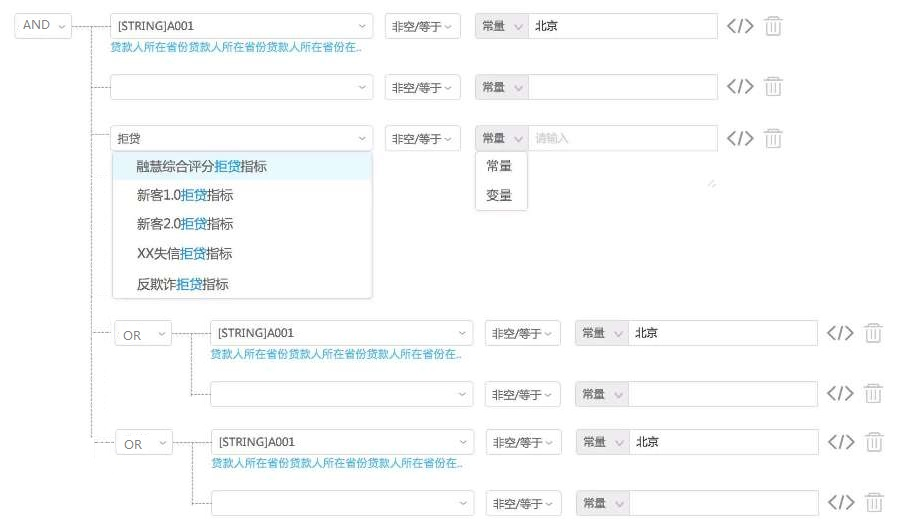 AND [STRING]A001 非空/等于 常量 北京 </>
贷款人所在省份贷款人所在省份贷款人所在省份在..
非空/等于 常量 </>
拒贷 非空/等于 常量 请输入 </>
融慧综合评分拒贷指标 常量
新客1.0拒贷指标 变量
新客2.0拒贷指标
XX失信拒贷指标
反欺诈拒贷指标
OR [STRING]A001 非空/等于 常量 北京 </>
贷款人所在省份贷款人所在省份贷款人所在省份在..
非空/等于 常量 </>
OR [STRING]A001 非空/等于 常量 北京 </>
贷款人所在省份贷款人所在省份贷款人所在省份在..
非空/等于 常量 </>